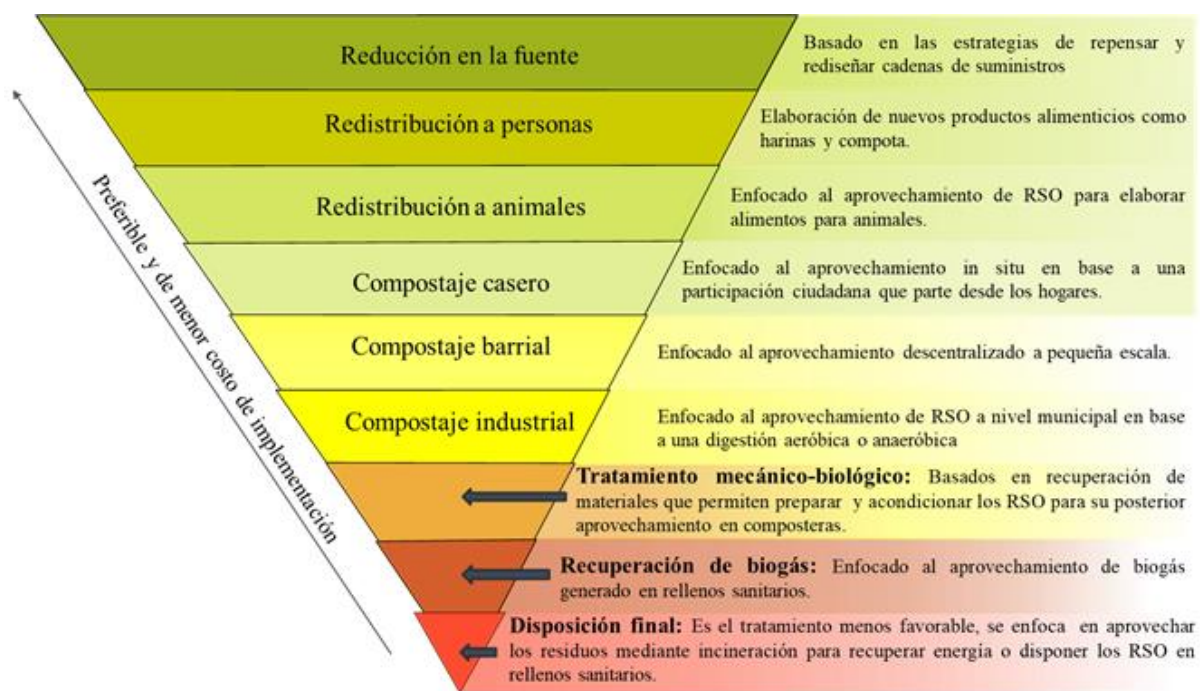 Reducción en la fuente
Basado en las estrategias de repensar y
rediseñar cadenas de suministros
Redistribución a personas
Elaboración de nuevos productos alimenticios como
harinas y compota.
Redistribución a animales
Enfocado al aprovechamiento de RSO para elaborar
alimentos para animales.
Compostaje casero
Enfocado al aprovechamiento in situ en base a una
participación ciudadana que parte desde los hogares.
Compostaje barrial
Enfocado al aprovechamiento descentralizado a pequeña escala.
Compostaje industrial
Enfocado al aprovechamiento de RSO a nivel municipal en base
a una digestión aeróbica o anaeróbica
Tratamiento mecánico-biológico: Basados en recuperación de
materiales que permiten preparar y acondicionar los RSO para su posterior
aprovechamiento en composteras.
Recuperación de biogás: Enfocado al aprovechamiento de biogás
generado en rellenos sanitarios.
Disposición final: Es el tratamiento menos favorable, se enfoca en aprovechar
los residuos mediante incineración para recuperar energía o disponer los RSO en
rellenos sanitarios.
Preferible y de menor costo de implementación